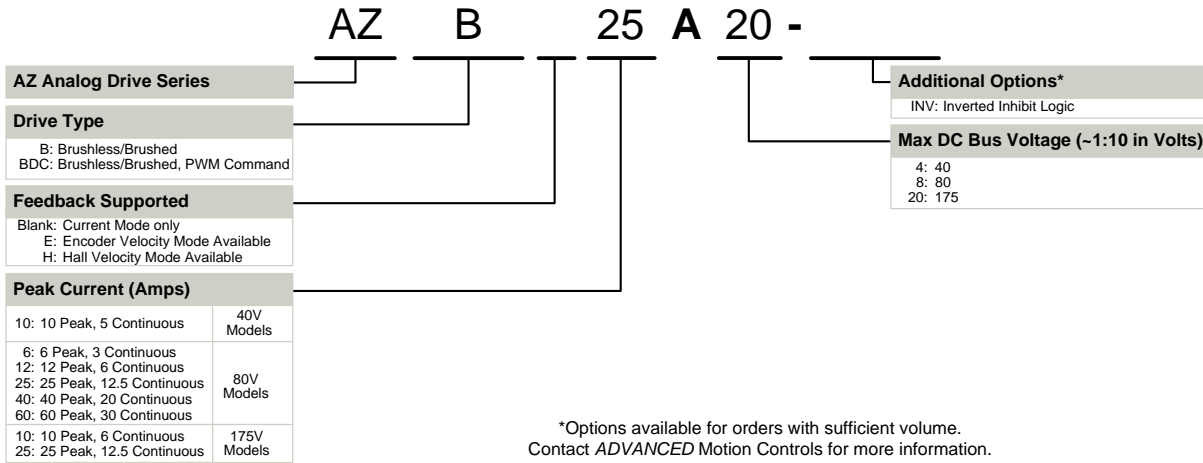 AZ B 25 A 20 -
AZ Analog Drive Series
Drive Type
B: Brushless/Brushed
BDC: Brushless/Brushed, PWM Command
Feedback Supported
Blank: Current Mode only
E: Encoder Velocity Mode Available
H: Hall Velocity Mode Available
Peak Current (Amps)
10: 10 Peak, 5 Continuous
40V
Models
6: 6 Peak, 3 Continuous
12: 12 Peak, 6 Continuous
25: 25 Peak, 12.5 Continuous
40: 40 Peak, 20 Continuous
60: 60 Peak, 30 Continuous
80V
Models
10: 10 Peak, 6 Continuous
25: 25 Peak, 12.5 Continuous
175V
Models
Additional Options*
INV: Inverted Inhibit Logic
Max DC Bus Voltage (~1:10 in Volts)
4: 40
8: 80
20: 175
*Options available for orders with sufficient volume.
Contact ADVANCED Motion Controls for more information.